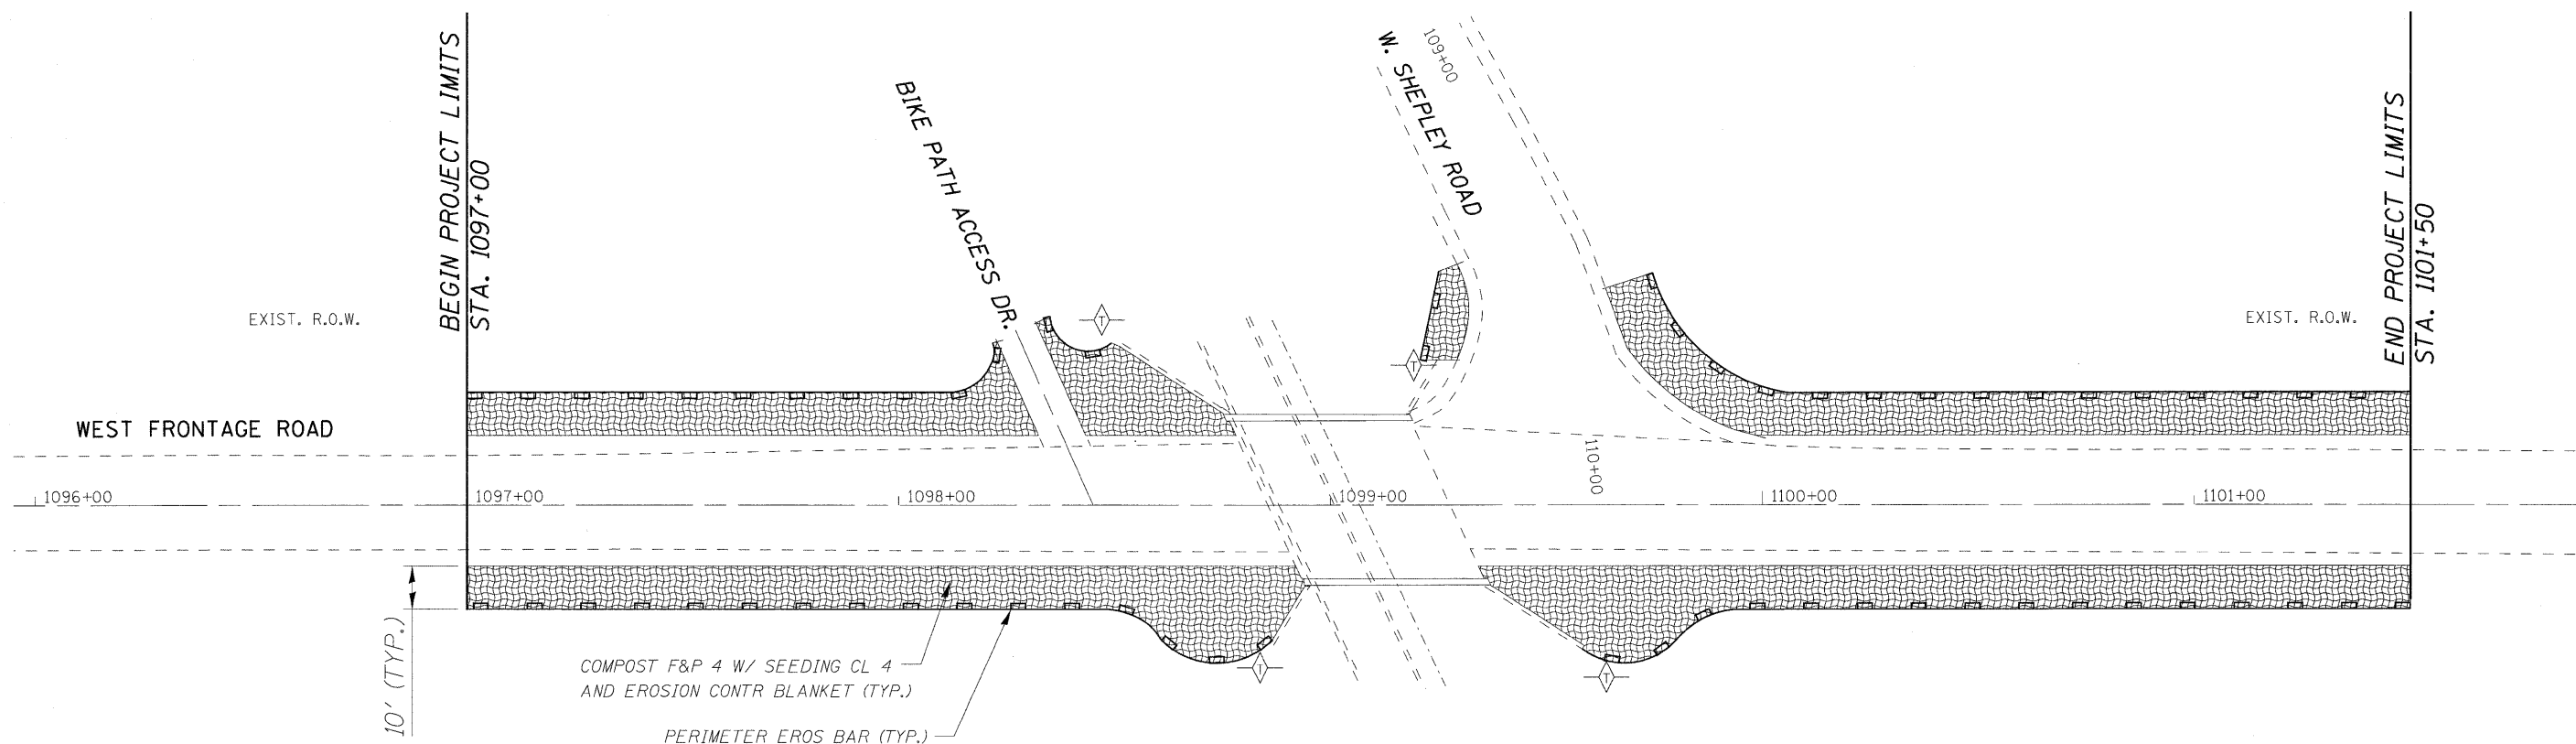 BEGIN PROJECT LIMITS
STA. 1097+00
BIKE PATH ACCESS DR.
W. SHEPLEY ROAD
109+00
END PROJECT LIMITS
STA. 1101+50
EXIST. R.O.W.
EXIST. R.O.W.
WEST FRONTAGE ROAD
T
T
110+00
1096+00
1097+00
1098+00
1099+00
1100+00
1101+00
10' (TYP.)
COMPOST F&P 4 W/ SEEDING CL 4
AND EROSION CONTR BLANKET (TYP.)
T
T
PERIMETER EROS BAR (TYP.)